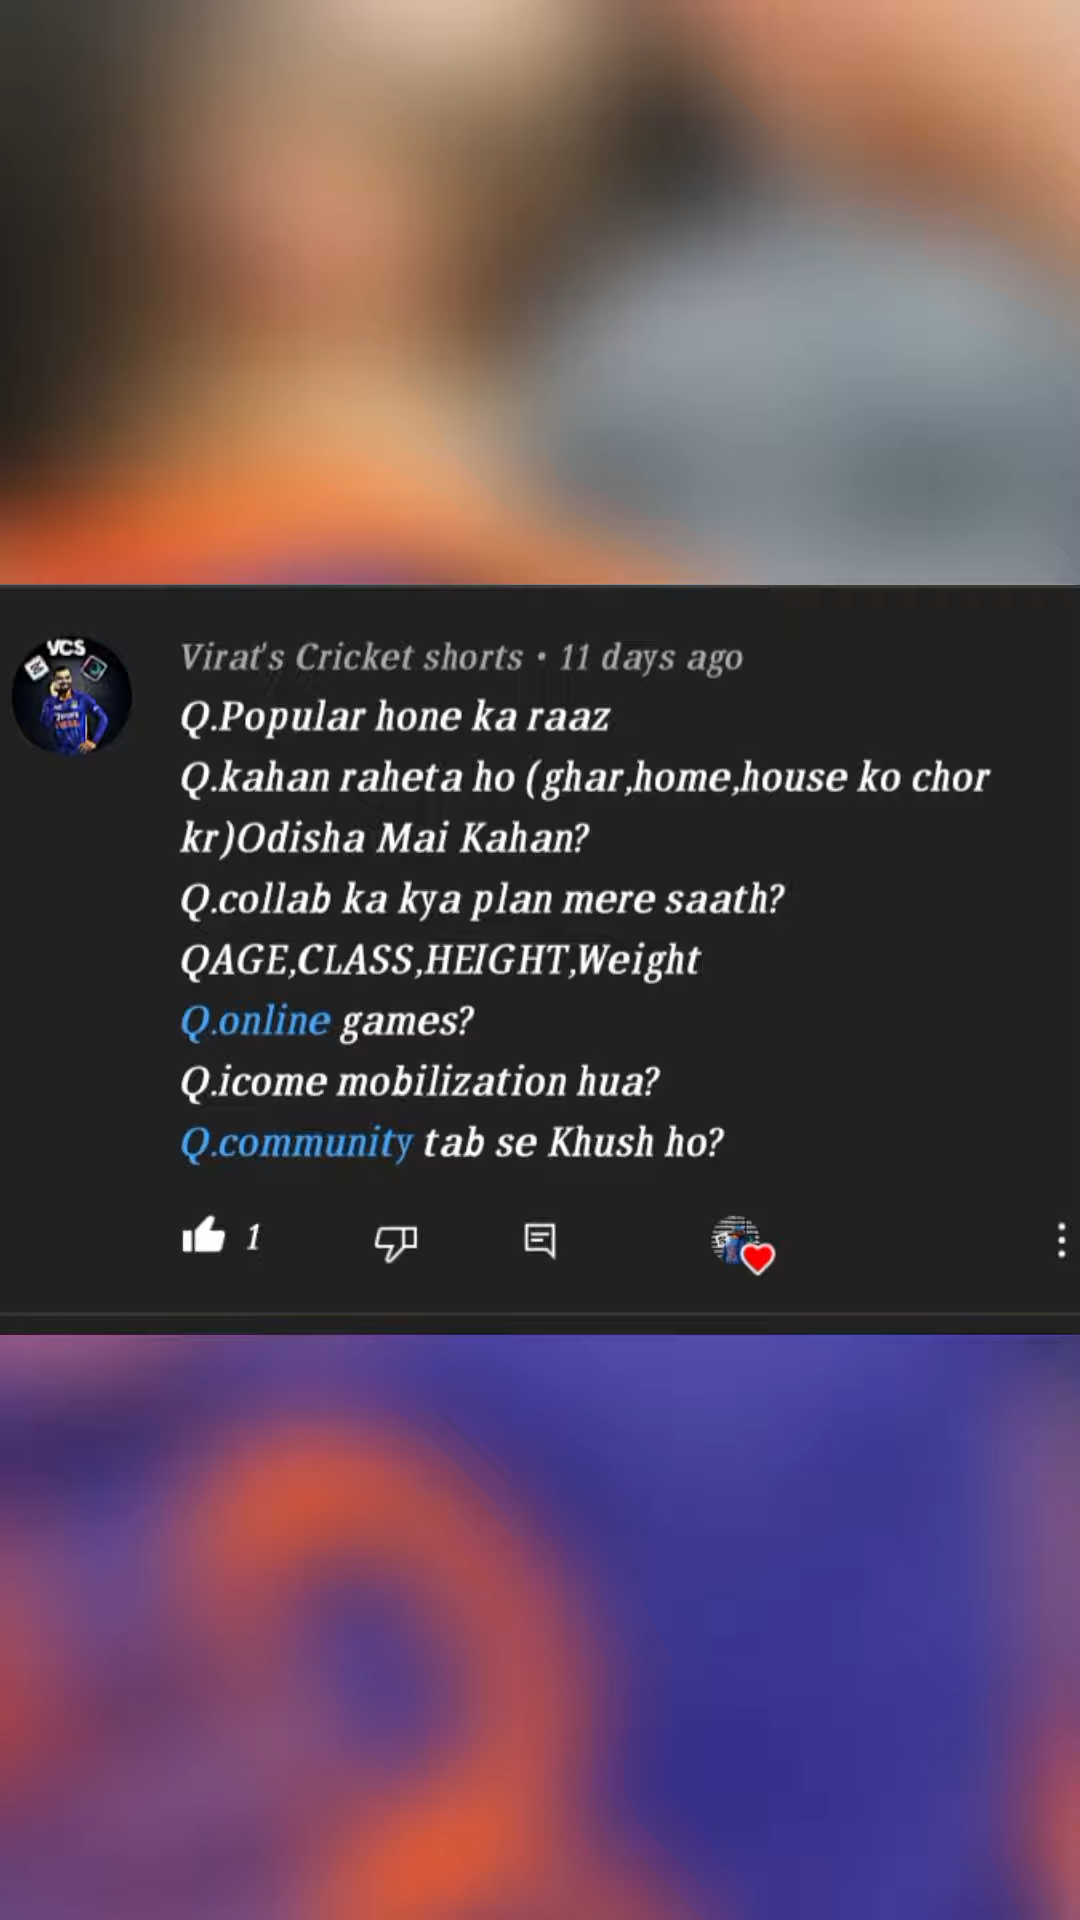 VCS
Virat's Cricket shorts • 11 days ago
Q.Popular hone ka raaz
Q.kahan raheta ho (ghar,home,house ko chor
kr)Odisha Mai Kahan?
Q.collab ka kya plan mere saath?
QAGE,CLASS,HEIGHT,Weight
Q.online games?
Q.icome mobilization hua?
Q.community tab se Khush ho?
1